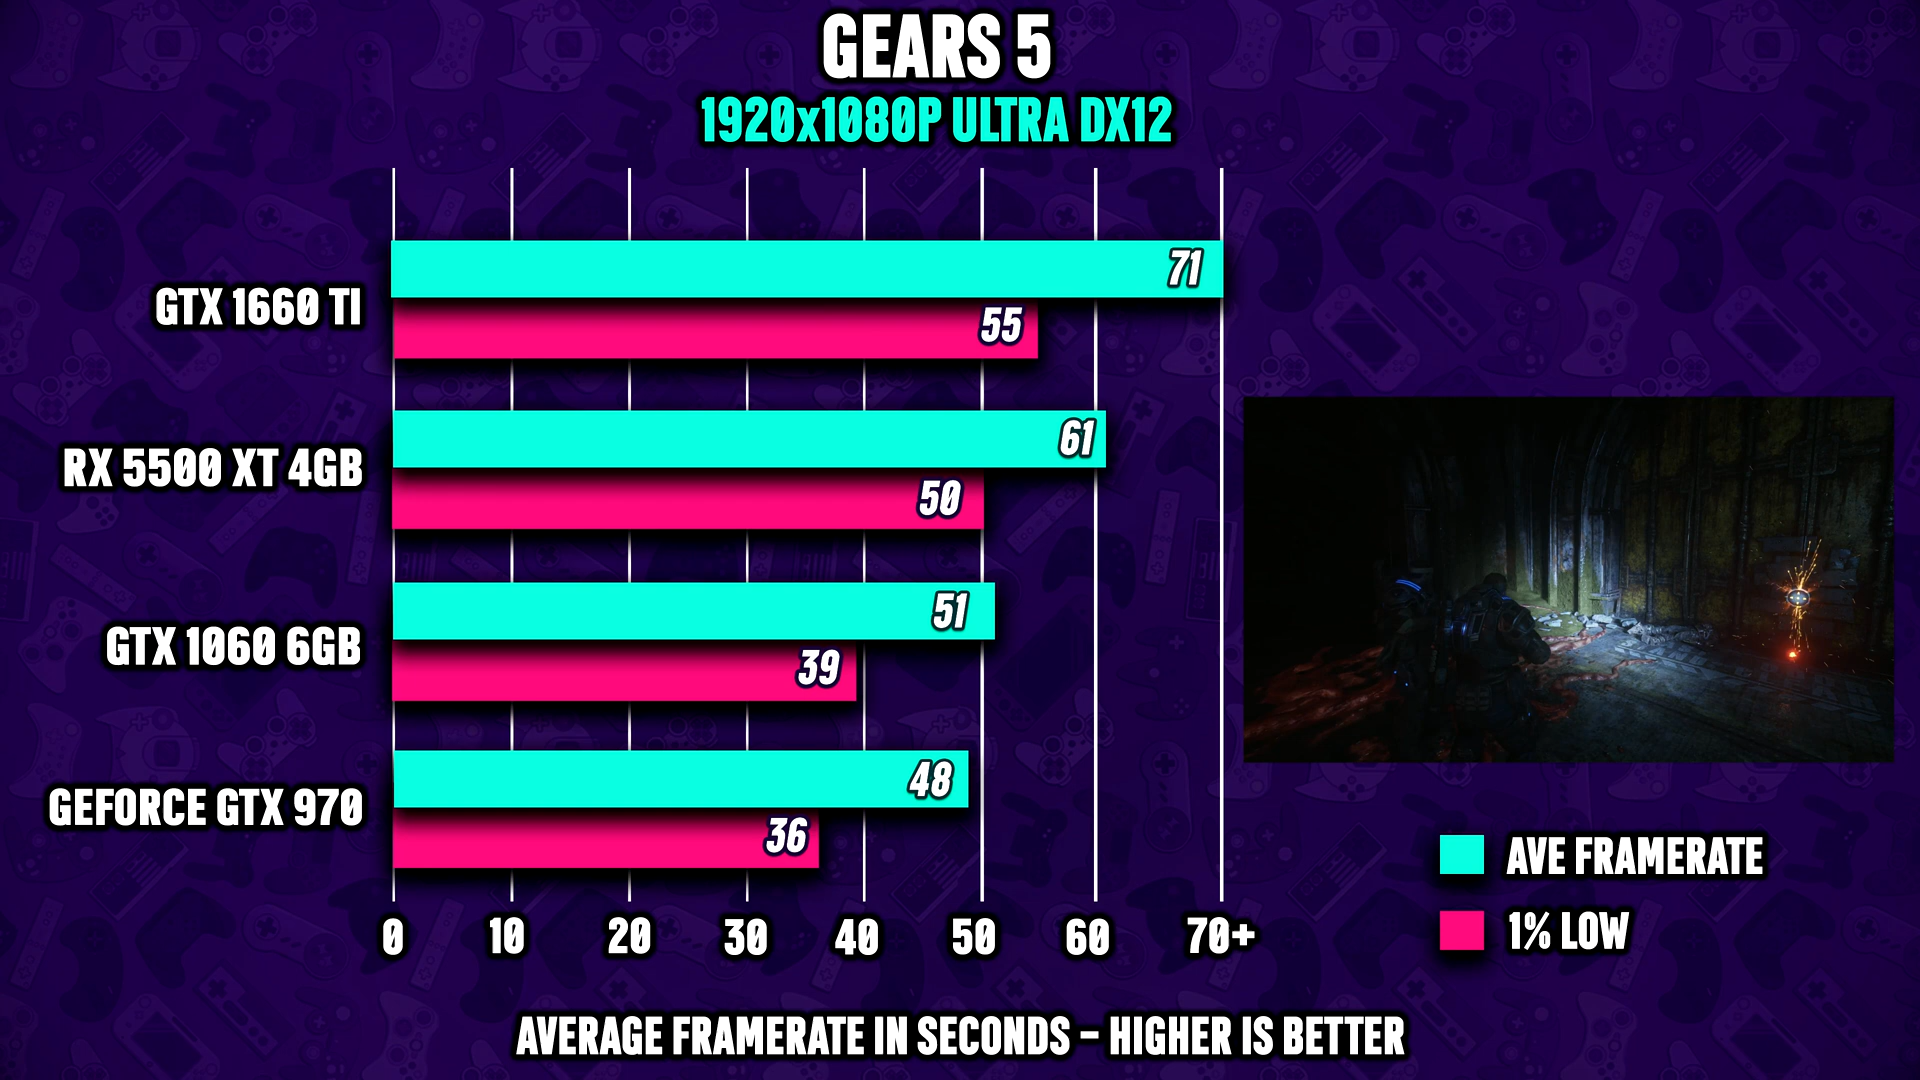 GEARS 5
1920x1080P ULTRA DX12
GTX 1660 TI
71
55
RX 5500 XT 4GB
61
50
GTX 1060 6GB
51
39
GEFORCE GTX 970
48
36
0 10 20 30 40 50 60 70+
AVE FRAMERATE
1% LOW
AVERAGE FRAMERATE IN SECONDS – HIGHER IS BETTER